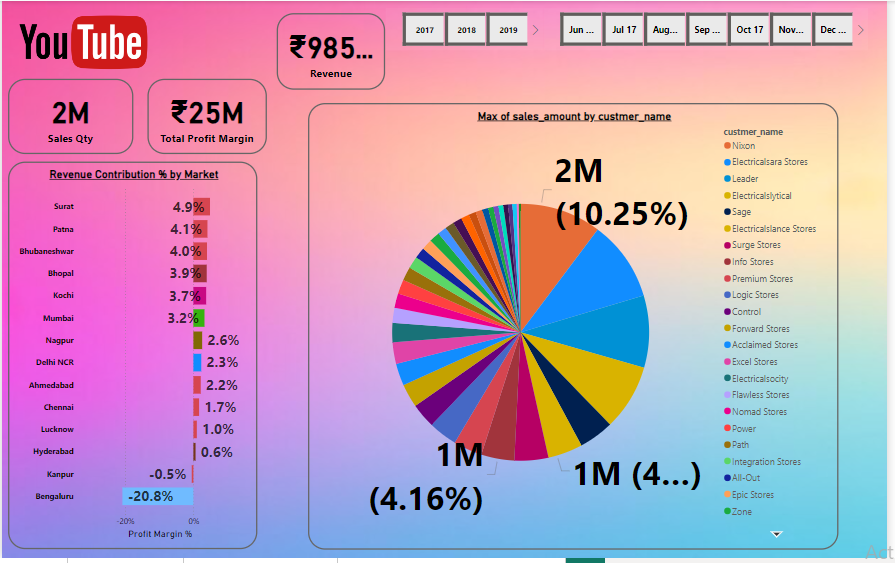 YouTube
₹985...
Revenue
2017 2018 2019
Jun ... Jul 17 Aug... Sep ... Oct 17 Nov... Dec ...
2M
Sales Qty
₹25M
Total Profit Margin
Revenue Contribution % by Market
Surat 4.9%
Patna 4.1%
Bhubaneshwar 4.0%
Bhopal 3.9%
Kochi 3.7%
Mumbai 3.2%
Nagpur 2.6%
Delhi NCR 2.3%
Ahmedabad 2.2%
Chennai 1.7%
Lucknow 1.0%
Hyderabad 0.6%
Kanpur -0.5%
Bengaluru -20.8%
-20% 0%
Profit Margin %
Max of sales_amount by custmer_name
2M
(10.25%)
1M
(4.16%)
1M (4...)
custmer_name
Nixon
Electricalsara Stores
Leader
Electricalslytical
Sage
Electricalslance Stores
Surge Stores
Info Stores
Premium Stores
Logic Stores
Control
Forward Stores
Acclaimed Stores
Excel Stores
Electricalsocity
Flawless Stores
Nomad Stores
Power
Path
Integration Stores
All-Out
Epic Stores
Zone
Act